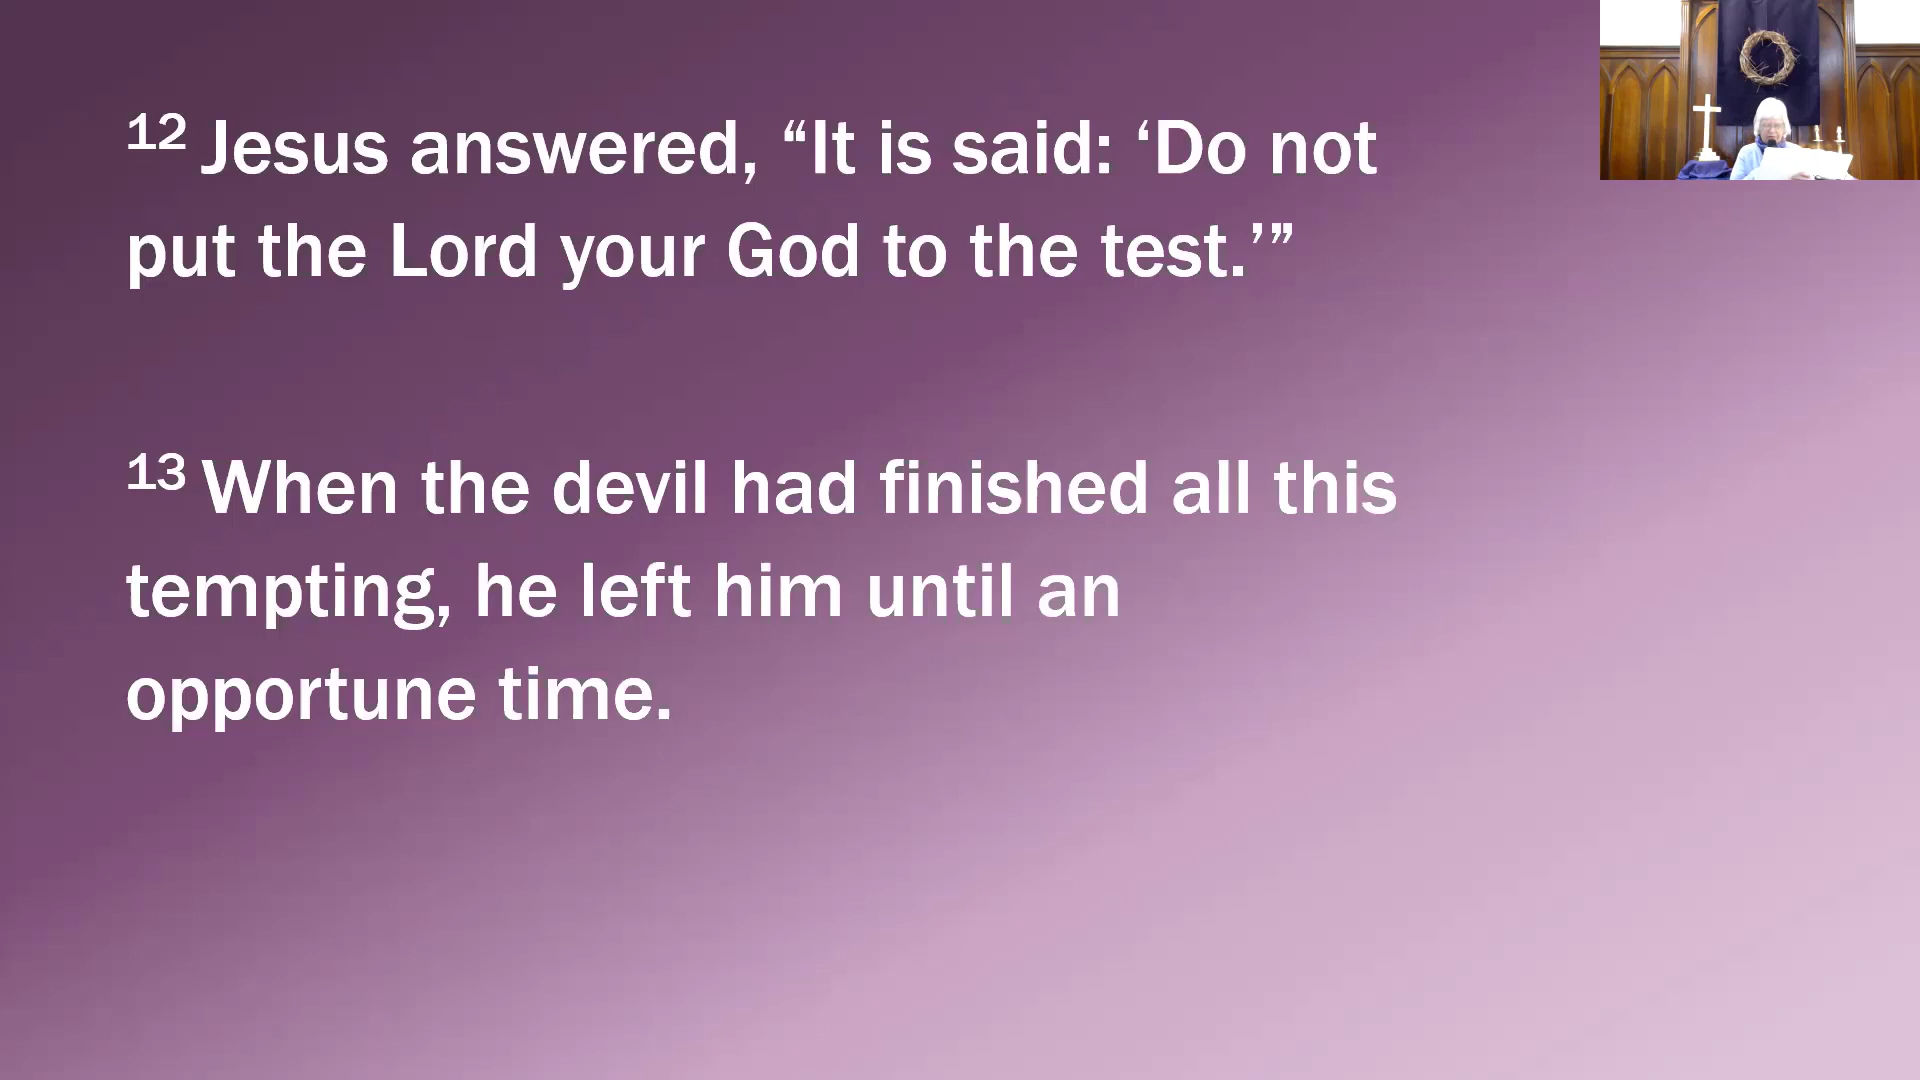 12 Jesus answered, “It is said: ‘Do not
put the Lord your God to the test.’”
13 When the devil had finished all this
tempting, he left him until an
opportune time.